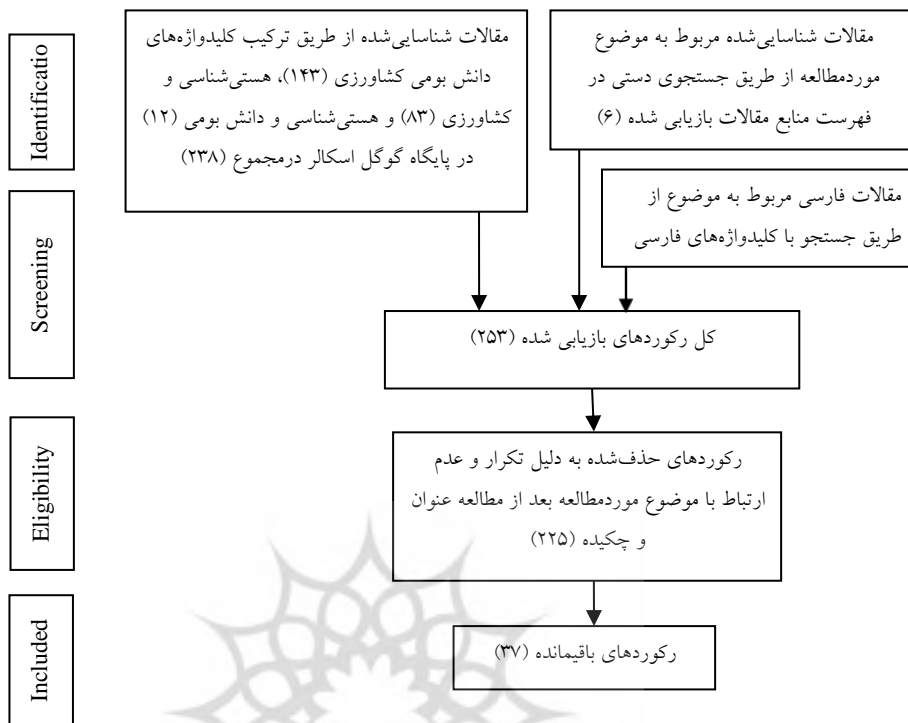 مقالات شناسایی‌شده مربوط به موضوع
موردمطالعه از طریق جستجوی دستی در
فهرست منابع مقالات بازیابی شده (۶)
مقالات شناسایی‌شده از طریق ترکیب کلیدواژه‌های
دانش بومی کشاورزی (۱۴۳)، هستی‌شناسی و
کشاورزی (۸۳) و هستی‌شناسی و دانش بومی (۱۲)
در پایگاه گوگل اسکالر درمجموع (۲۳۸)
Identificatio
مقالات فارسی مربوط به موضوع از
طریق جستجو با کلیدواژه‌های فارسی
Screening
کل رکوردهای بازیابی شده (۲۵۳)
رکوردهای حذف‌شده به دلیل تکرار و عدم
ارتباط با موضوع موردمطالعه بعد از مطالعه عنوان
و چکیده (۲۲۵)
Eligibility
رکوردهای باقیمانده (۳۷)
Included